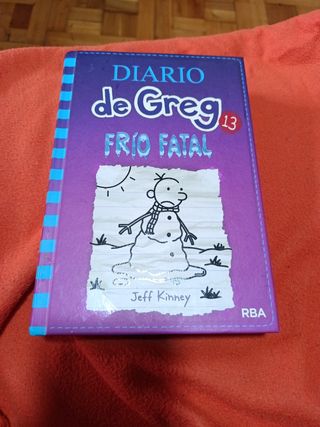 DIARIO
de Greg 13
FRÍO FATAL
Jeff Kinney
RBA